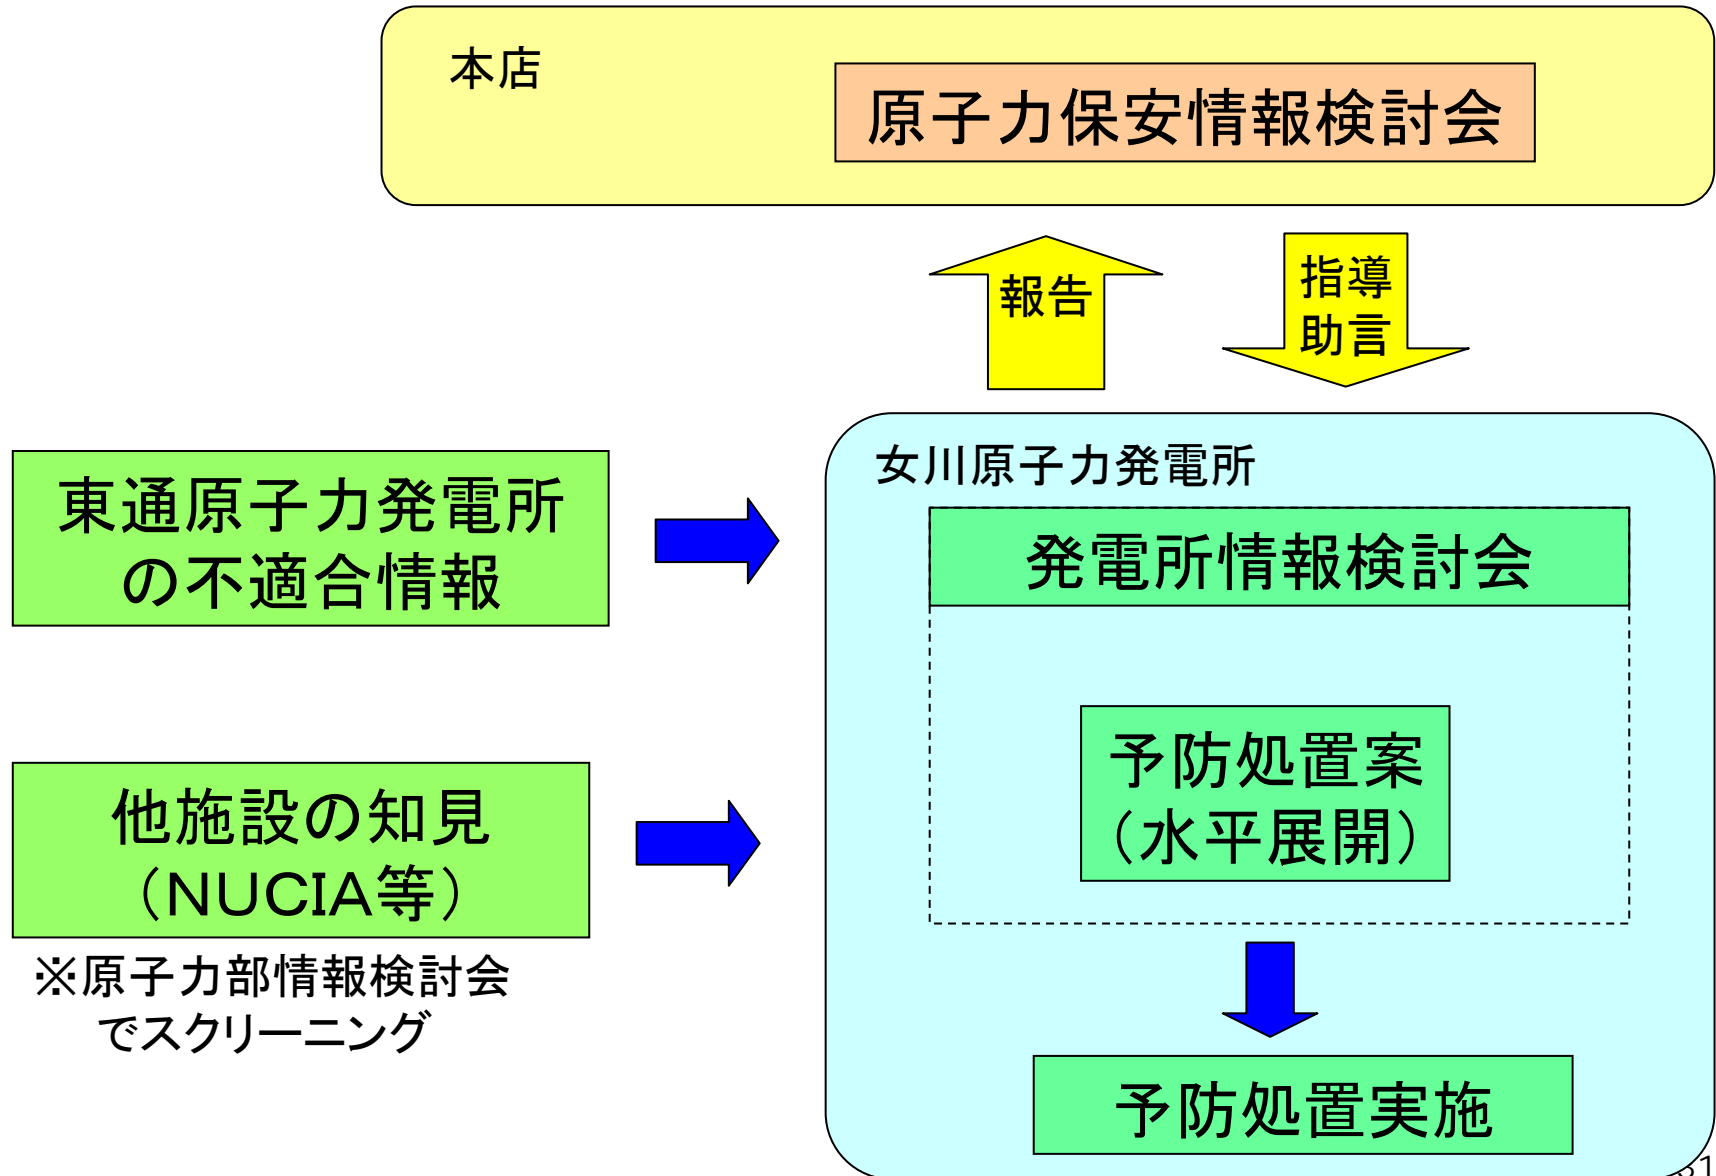 本店
原子力保安情報検討会
報告
指導
助言
女川原子力発電所
東通原子力発電所
の不適合情報
発電所情報検討会
予防処置案
（水平展開）
他施設の知見
（NUCIA等）
※原子力部情報検討会
でスクリーニング
予防処置実施